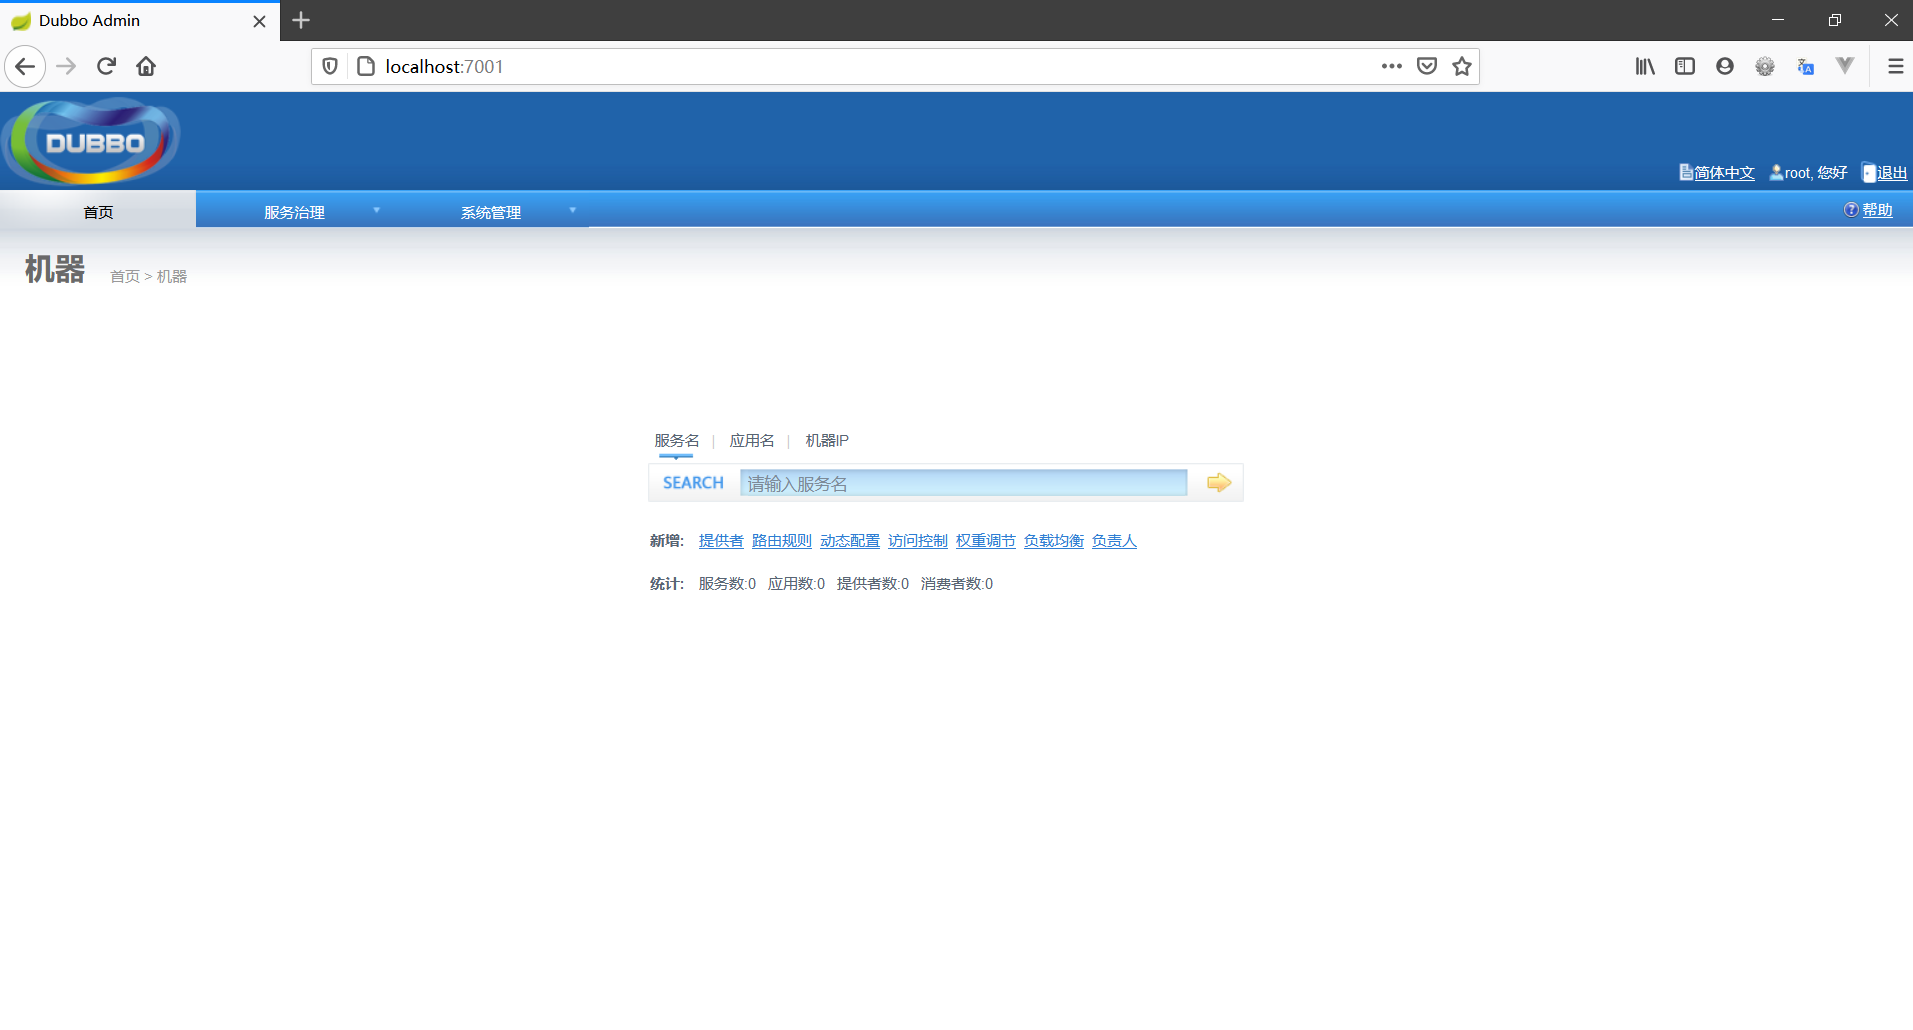 Dubbo Admin
localhost:7001
DUBBO
简体中文 root, 您好 退出
首页 服务治理 系统管理 帮助
机器 首页 > 机器
服务名 | 应用名 | 机器IP
SEARCH 请输入服务名
新增: 提供者 路由规则 动态配置 访问控制 权重调节 负载均衡 负责人
统计: 服务数:0 应用数:0 提供者数:0 消费者数:0